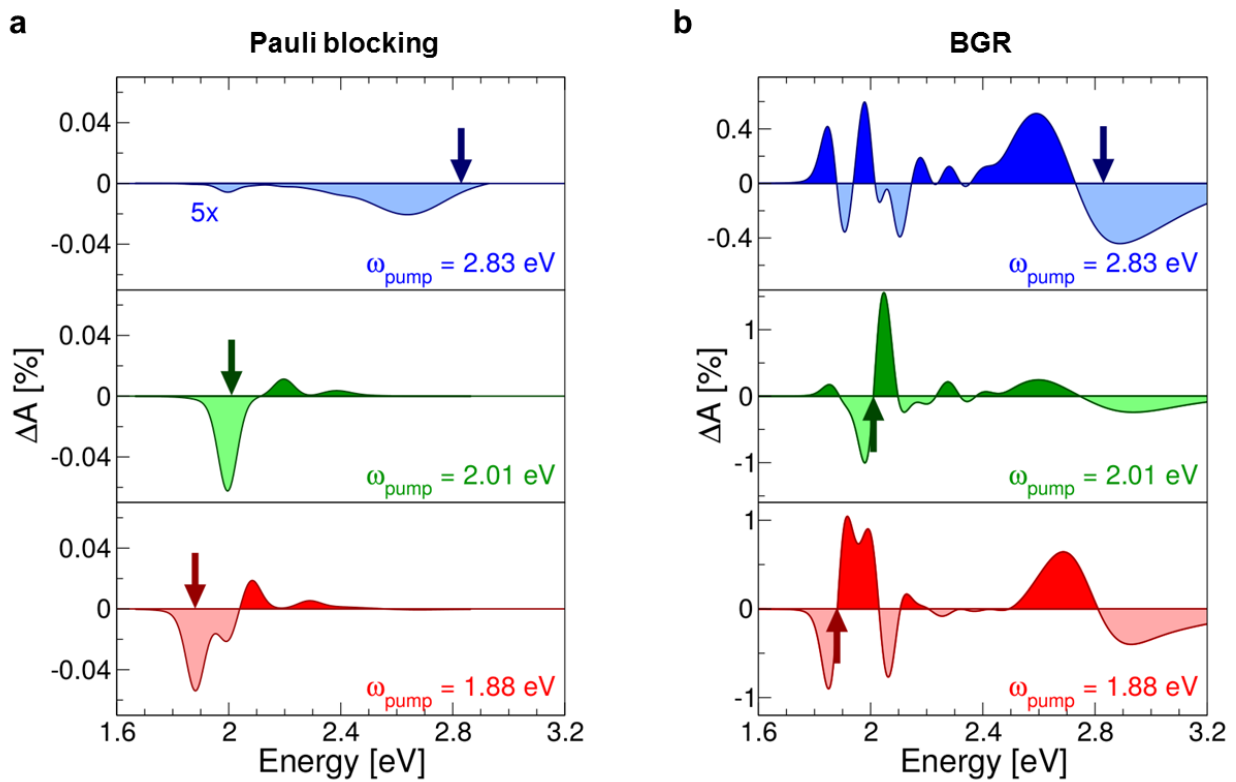 a
Pauli blocking
0.04
0
-0.04
5x
ωpump = 2.83 eV
0.04
0
-0.04
ωpump = 2.01 eV
0.04
0
-0.04
ωpump = 1.88 eV
ΔA [%]
1.6 2 2.4 2.8 3.2
Energy [eV]
b
BGR
0.4
0
-0.4
ωpump = 2.83 eV
1
0
-1
ωpump = 2.01 eV
1
0
-1
ωpump = 1.88 eV
ΔA [%]
1.6 2 2.4 2.8 3.2
Energy [eV]